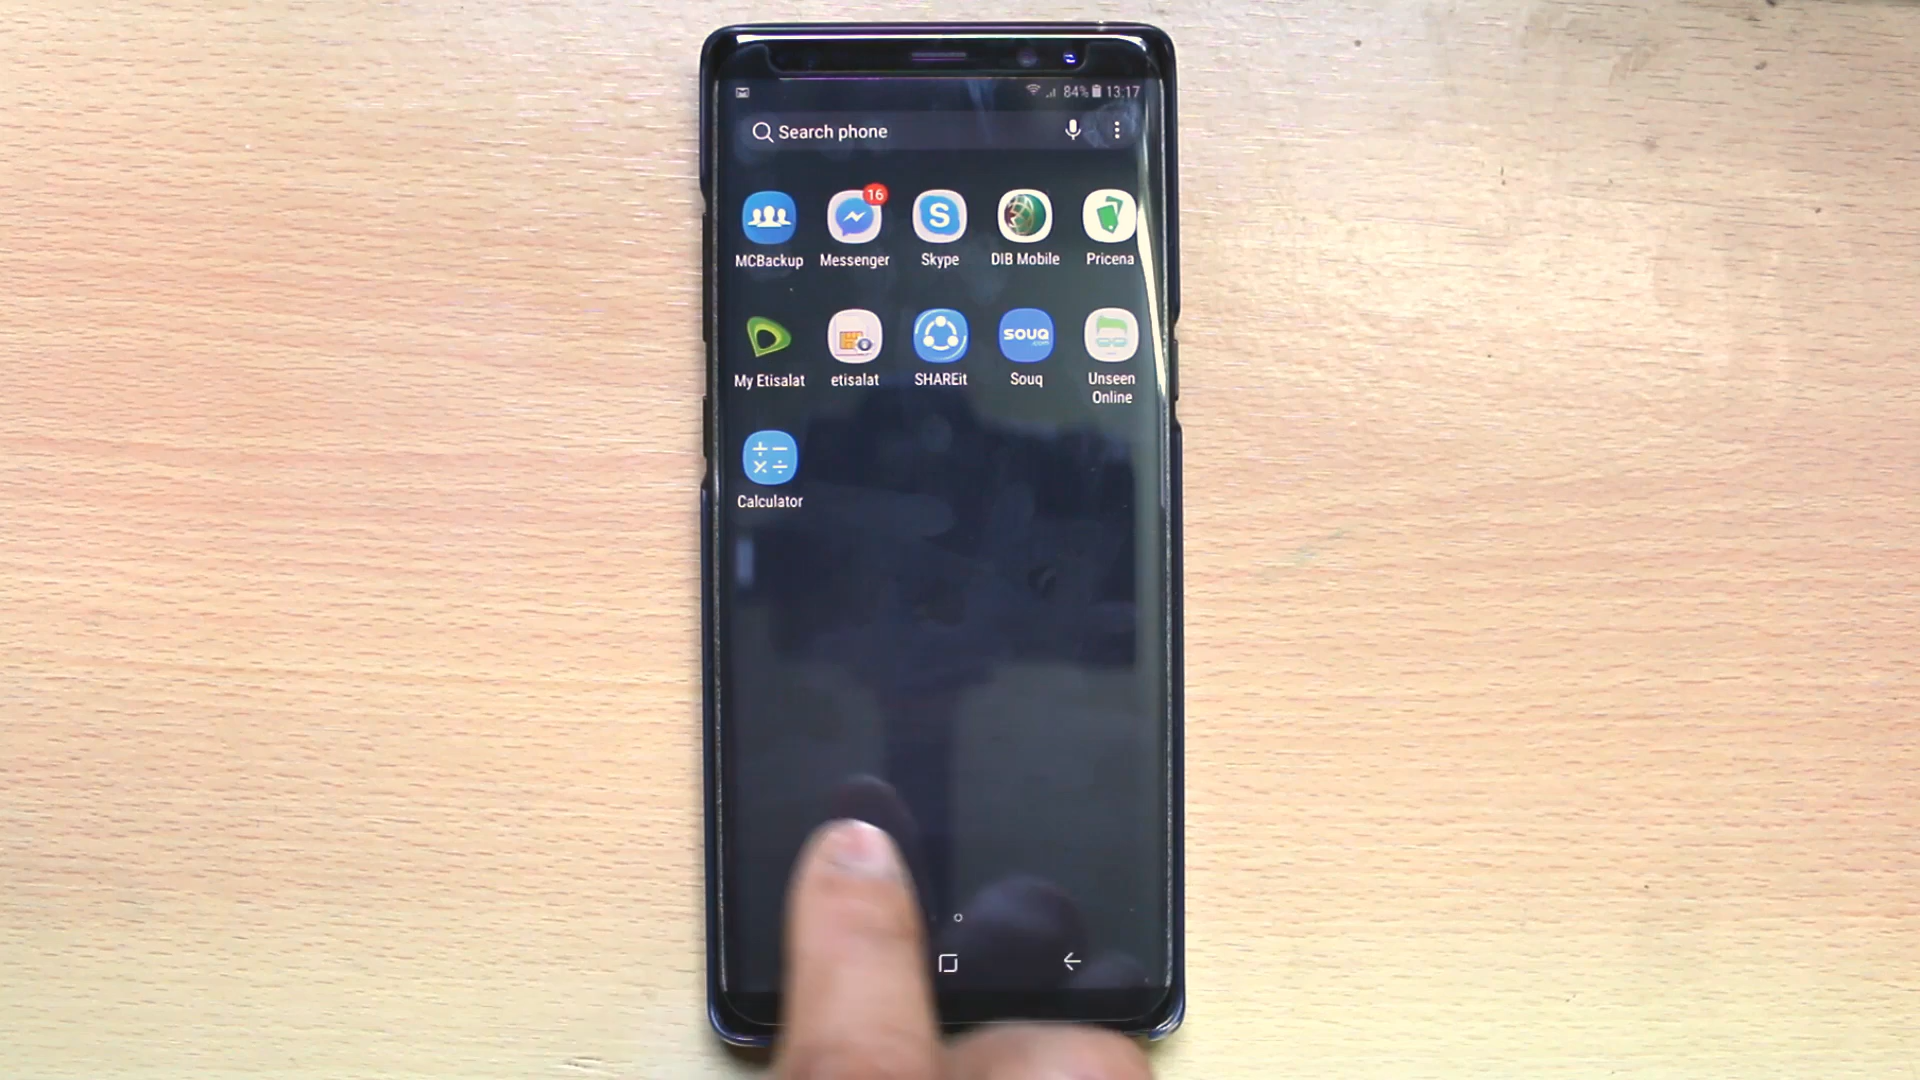 84% 13:17
Search phone
16
MCBackup Messenger Skype DIB Mobile Pricena
souq
.com
My Etisalat etisalat SHAREit Souq Unseen
Online
Calculator